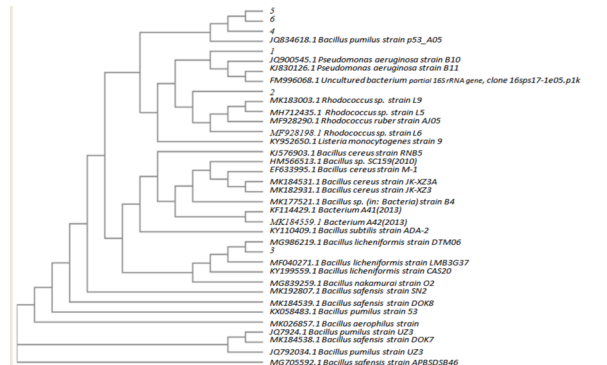 5
6
4
JQ834618.1 Bacillus pumilus strain p53_A05
1
JQ900545.1 Pseudomonas aeruginosa strain B10
KJ830126.1 Pseudomonas aeruginosa strain B11
FM996068.1 Uncultured bacterium partial 16S rRNA gene, clone 16sps17-1e05.p1k
2
MK183003.1 Rhodococcus sp. strain L9
MH712435.1 Rhodococcus sp. strain L5
MF928290.1 Rhodococcus ruber strain AJ05
MF928198.1 Rhodococcus sp. strain L6
KY952650.1 Listeria monocytogenes strain 9
KJ576903.1 Bacillus cereus strain RNB5
HM566513.1 Bacillus sp. SC159(2010)
EF633995.1 Bacillus cereus strain M-1
MK184531.1 Bacillus cereus strain JK-XZ3A
MK182931.1 Bacillus cereus strain JK-XZ3
MK177521.1 Bacillus sp. (in: Bacteria) strain B4
KF114429.1 Bacterium A41(2013)
MK184559.1 Bacterium A42(2013)
KY110409.1 Bacillus subtilis strain ADA-2
MG986219.1 Bacillus licheniformis strain DTM06
3
MF040271.1 Bacillus licheniformis strain LMB3G37
KY199559.1 Bacillus licheniformis strain CAS20
MG839259.1 Bacillus nakamurai strain O2
MK192807.1 Bacillus safensis strain SN2
MK184539.1 Bacillus safensis strain DOK8
KX058483.1 Bacillus pumilus strain 53
MK026857.1 Bacillus aerophilus strain
JQ7924.1 Bacillus pumilus strain UZ3
MK184538.1 Bacillus safensis strain DOK7
JQ792034.1 Bacillus pumilus strain UZ3
MG705592.1 Bacillus safensis strain APBSDSB46